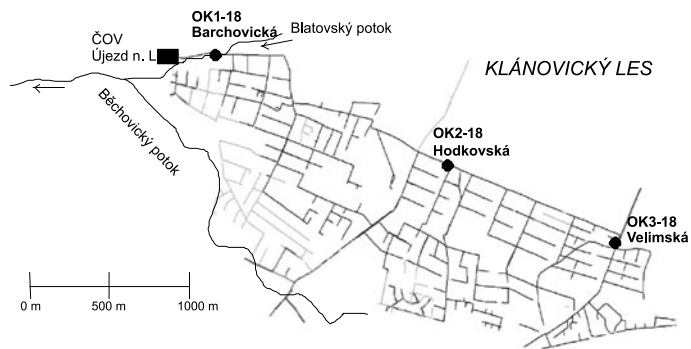 OK1-18
Barchovická
ČOV
Újezd n. L
Blatovský potok
KLÁNOVICKÝ LES
Běchovický potok
OK2-18
Hodkovská
OK3-18
Velimská
0 m
500 m
1000 m